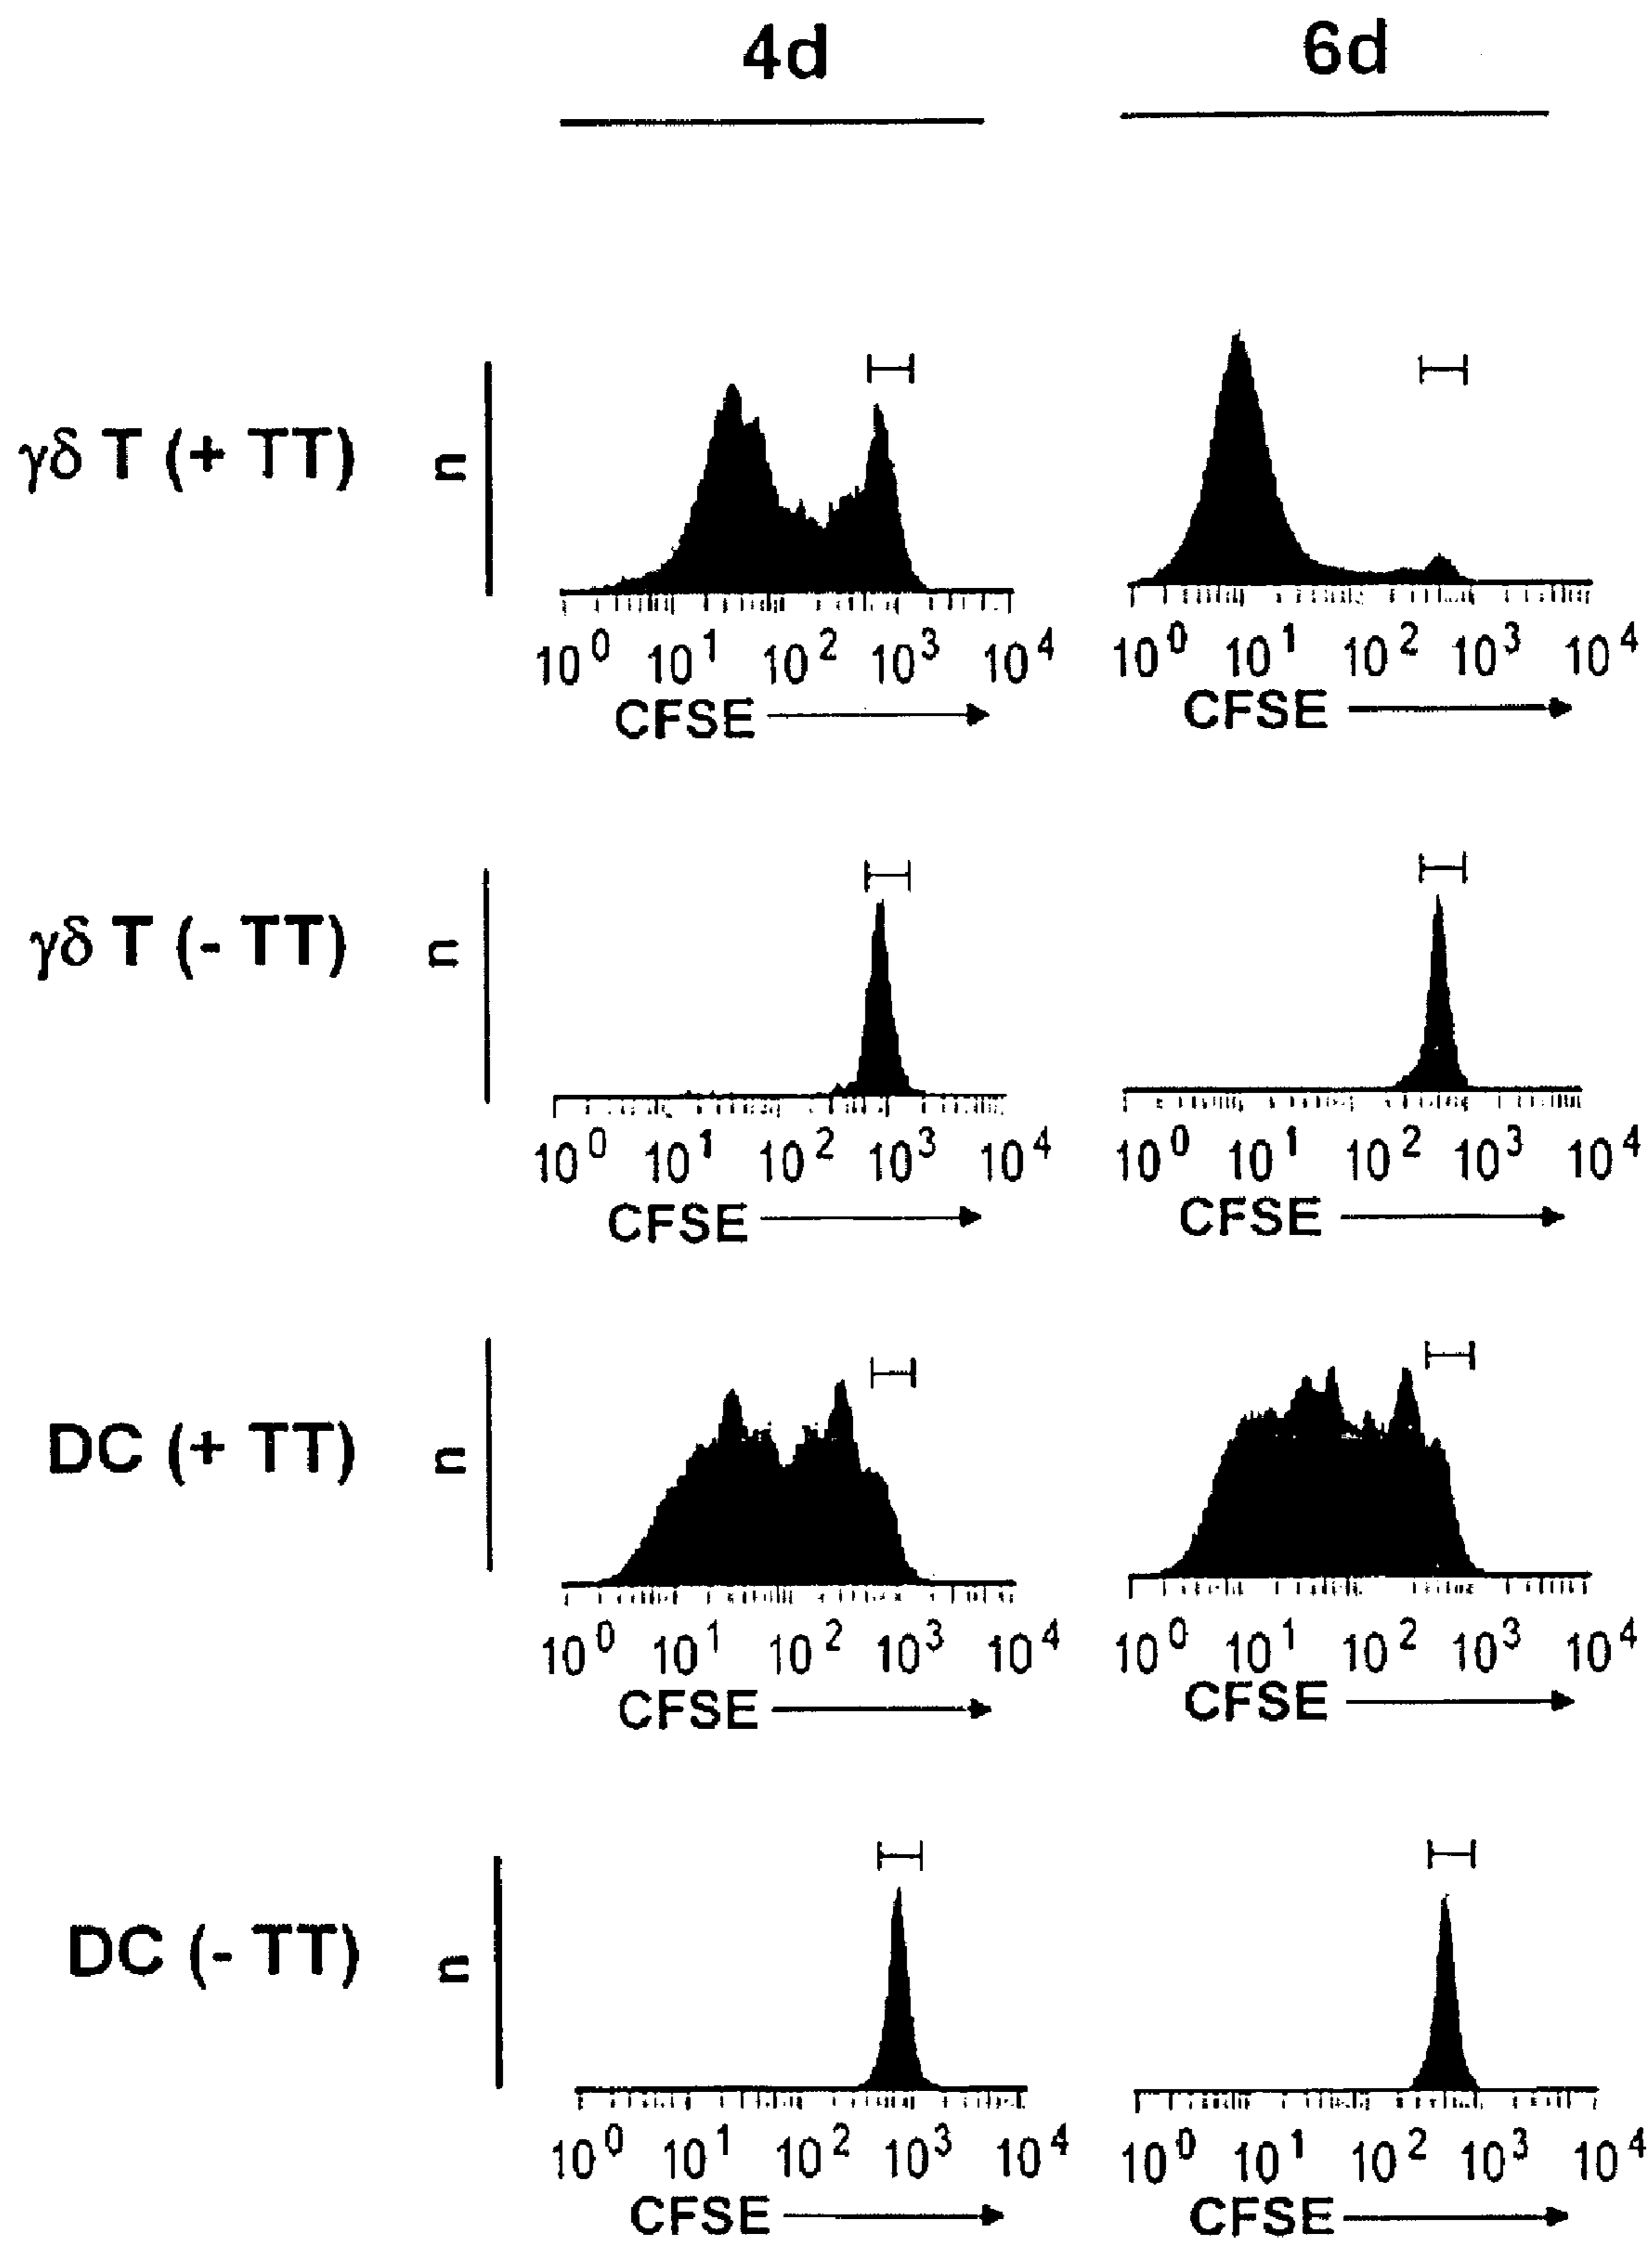 4d 6d
γδ T (+ TT) n n
10⁰ 10¹ 10² 10³ 10⁴ 10⁰ 10¹ 10² 10³ 10⁴
CFSE CFSE
γδ T (- TT) n
10⁰ 10¹ 10² 10³ 10⁴ 10⁰ 10¹ 10² 10³ 10⁴
CFSE CFSE
DC (+ TT) n
10⁰ 10¹ 10² 10³ 10⁴ 10⁰ 10¹ 10² 10³ 10⁴
CFSE CFSE
DC (- TT) n
10⁰ 10¹ 10² 10³ 10⁴ 10⁰ 10¹ 10² 10³ 10⁴
CFSE CFSE